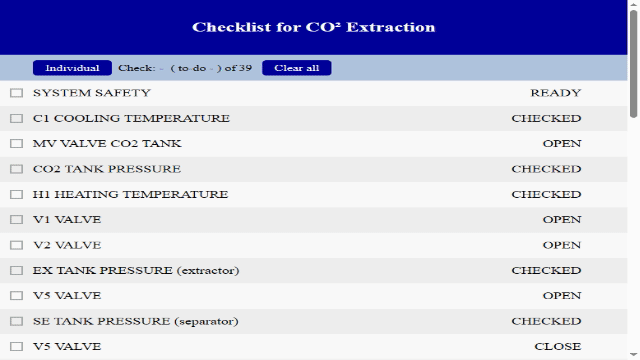 Checklist for CO² Extraction
Individual Check: - ( to-do - ) of 39 Clear all
SYSTEM SAFETY READY
C1 COOLING TEMPERATURE CHECKED
MV VALVE CO2 TANK OPEN
CO2 TANK PRESSURE CHECKED
H1 HEATING TEMPERATURE CHECKED
V1 VALVE OPEN
V2 VALVE OPEN
EX TANK PRESSURE (extractor) CHECKED
V5 VALVE OPEN
SE TANK PRESSURE (separator) CHECKED
V5 VALVE CLOSE